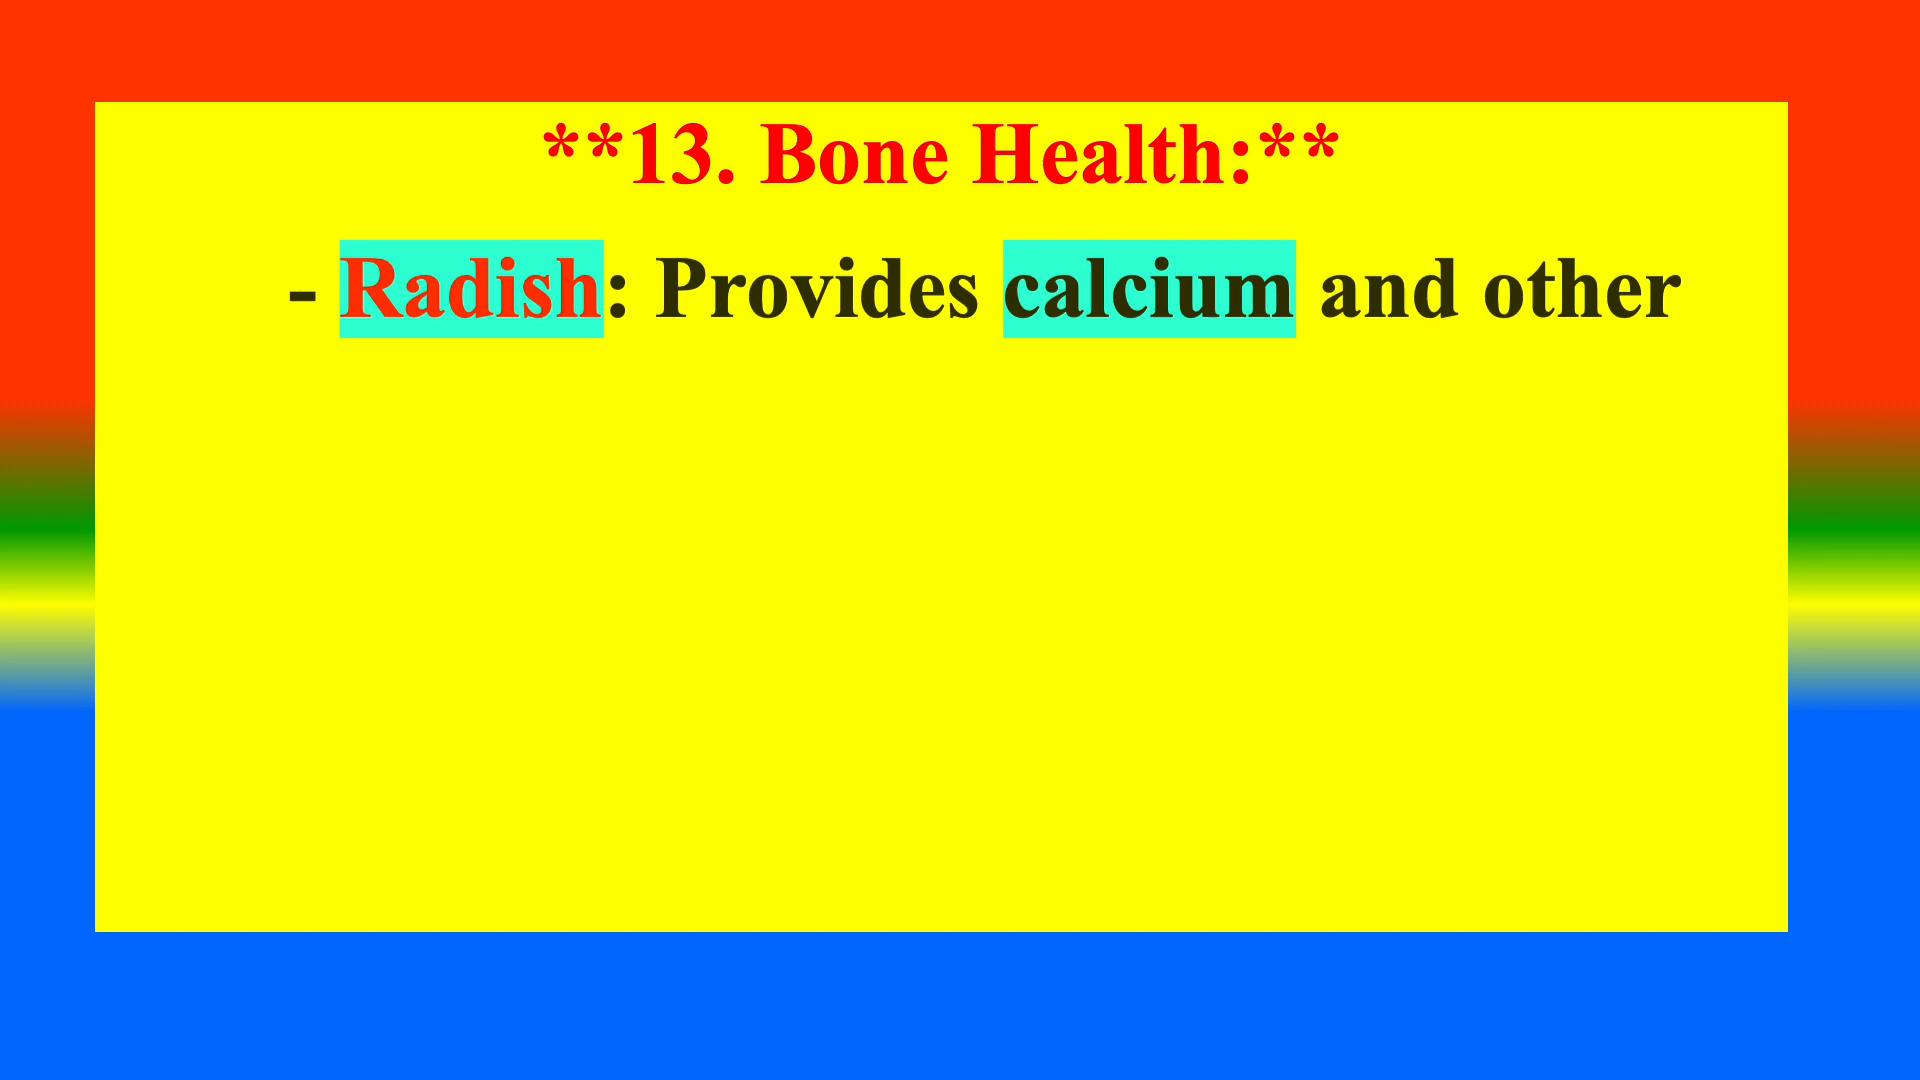 **13. Bone Health:**
- Radish: Provides calcium and other